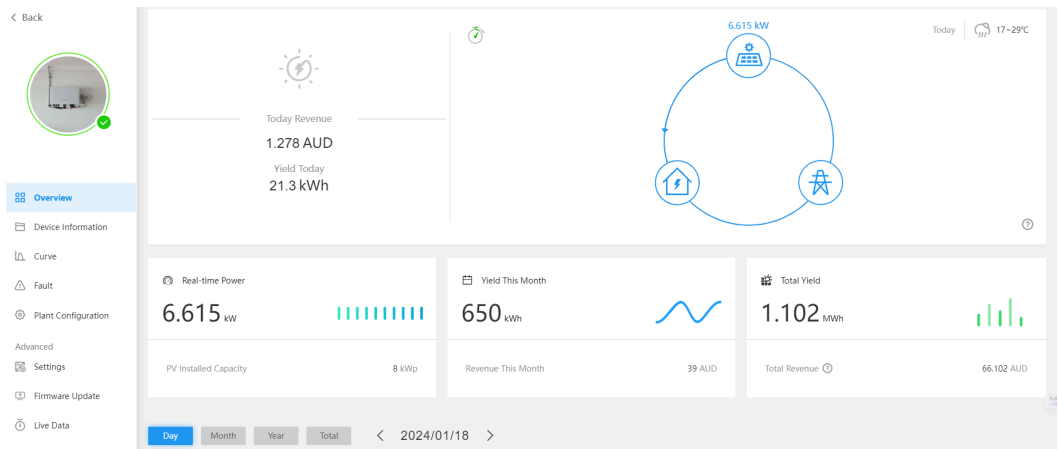 Back
Overview
Device Information
Curve
Fault
Plant Configuration
Advanced
Settings
Firmware Update
Live Data
Today Revenue
1.278 AUD
Yield Today
21.3 kWh
6.615 kW
Today 17~29℃
Real-time Power
6.615 kW
PV Installed Capacity 8 kWp
Yield This Month
650 kWh
Revenue This Month 39 AUD
Total Yield
1.102 MWh
Total Revenue ? 66.102 AUD
Day Month Year Total < 2024/01/18 >